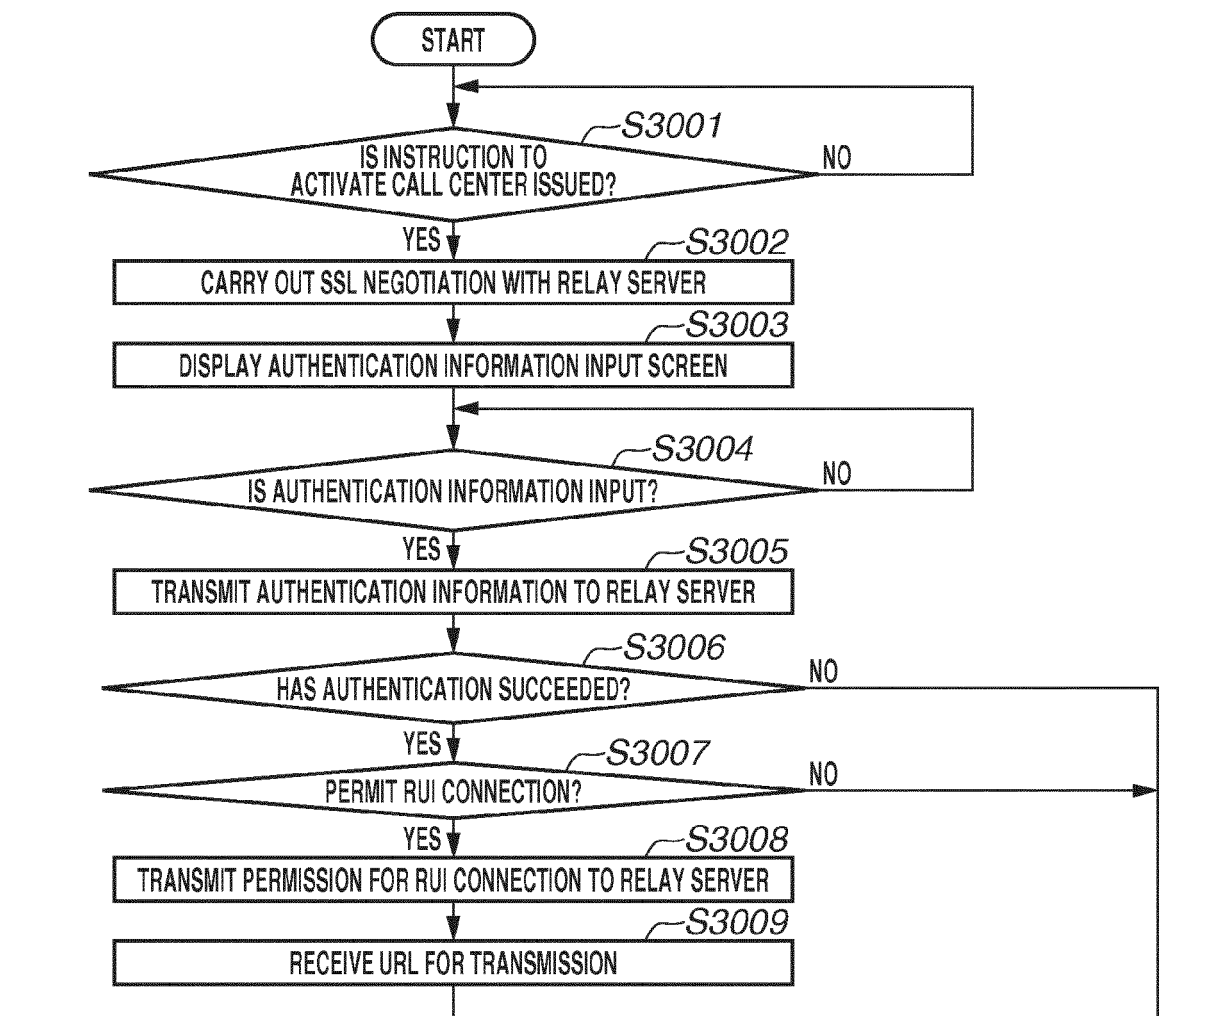 START
S3001
IS INSTRUCTION TO
ACTIVATE CALL CENTER ISSUED?
NO
YES
S3002
CARRY OUT SSL NEGOTIATION WITH RELAY SERVER
S3003
DISPLAY AUTHENTICATION INFORMATION INPUT SCREEN
S3004
IS AUTHENTICATION INFORMATION INPUT?
NO
YES
S3005
TRANSMIT AUTHENTICATION INFORMATION TO RELAY SERVER
S3006
HAS AUTHENTICATION SUCCEEDED?
NO
YES
S3007
PERMIT RUI CONNECTION?
NO
YES
S3008
TRANSMIT PERMISSION FOR RUI CONNECTION TO RELAY SERVER
S3009
RECEIVE URL FOR TRANSMISSION